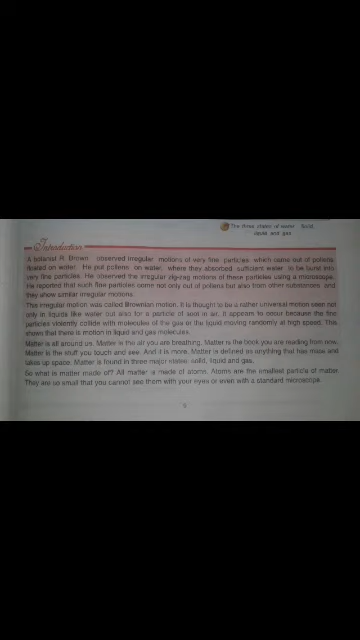 The three states of water: Solid,
liquid and gas
Introduction
A botanist R. Brown observed irregular motions of very fine particles which came out of pollens
floated on water. He put pollens on water, where they absorbed sufficient water to be burst into
very fine particles. He observed the irregular zig-zag motions of these particles using a microscope.
He reported that such fine particles come not only out of pollens but also from other substances and
they show similar irregular motions.
This irregular motion was called Brownian motion. It is thought to be a rather universal motion seen not
only in liquids like water but also for a particle of soot in air. It appears to occur because the fine
particles violently collide with molecules of the gas or the liquid moving randomly at high speed. This
shows that there is motion in liquid and gas molecules.
Matter is all around us. Matter is the air you are breathing. Matter is the book you are reading from now.
Matter is the stuff you touch and see. And it is more. Matter is defined as anything that has mass and
takes up space. Matter is found in three major states; solid, liquid and gas.
So what is matter made of? All matter is made of atoms. Atoms are the smallest particle of matter.
They are so small that you cannot see them with your eyes or even with a standard microscope.